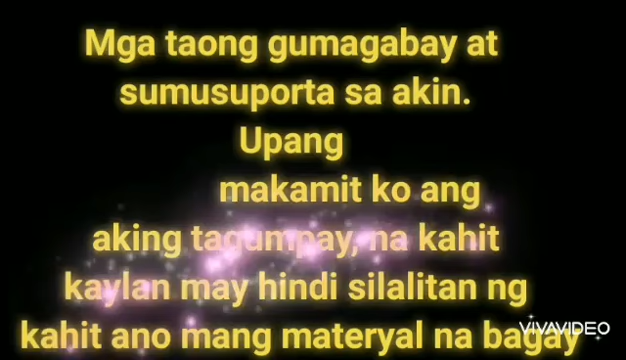 Mga taong gumagabay at
sumusuporta sa akin.
Upang
makamit ko ang
aking tagumpay, na kahit
kaylan may hindi silalitan ng
kahit ano mang materyal na bagay
VIVAVIDEO